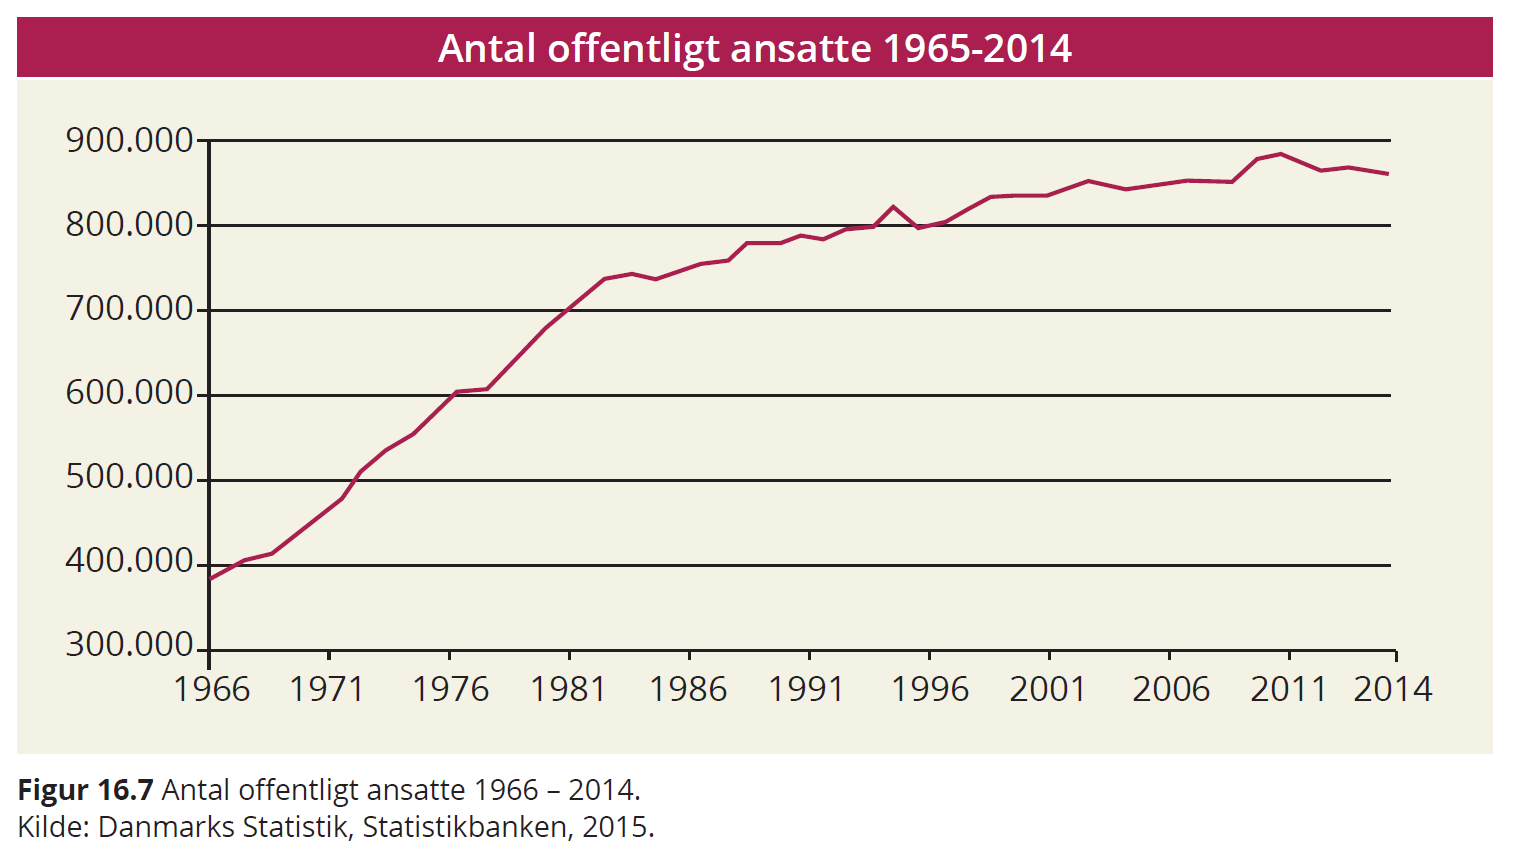 Antal offentligt ansatte 1965-2014
900.000
800.000
700.000
600.000
500.000
400.000
300.000
1966 1971 1976 1981 1986 1991 1996 2001 2006 2011 2014
Figur 16.7 Antal offentligt ansatte 1966 – 2014.
Kilde: Danmarks Statistik, Statistikbanken, 2015.